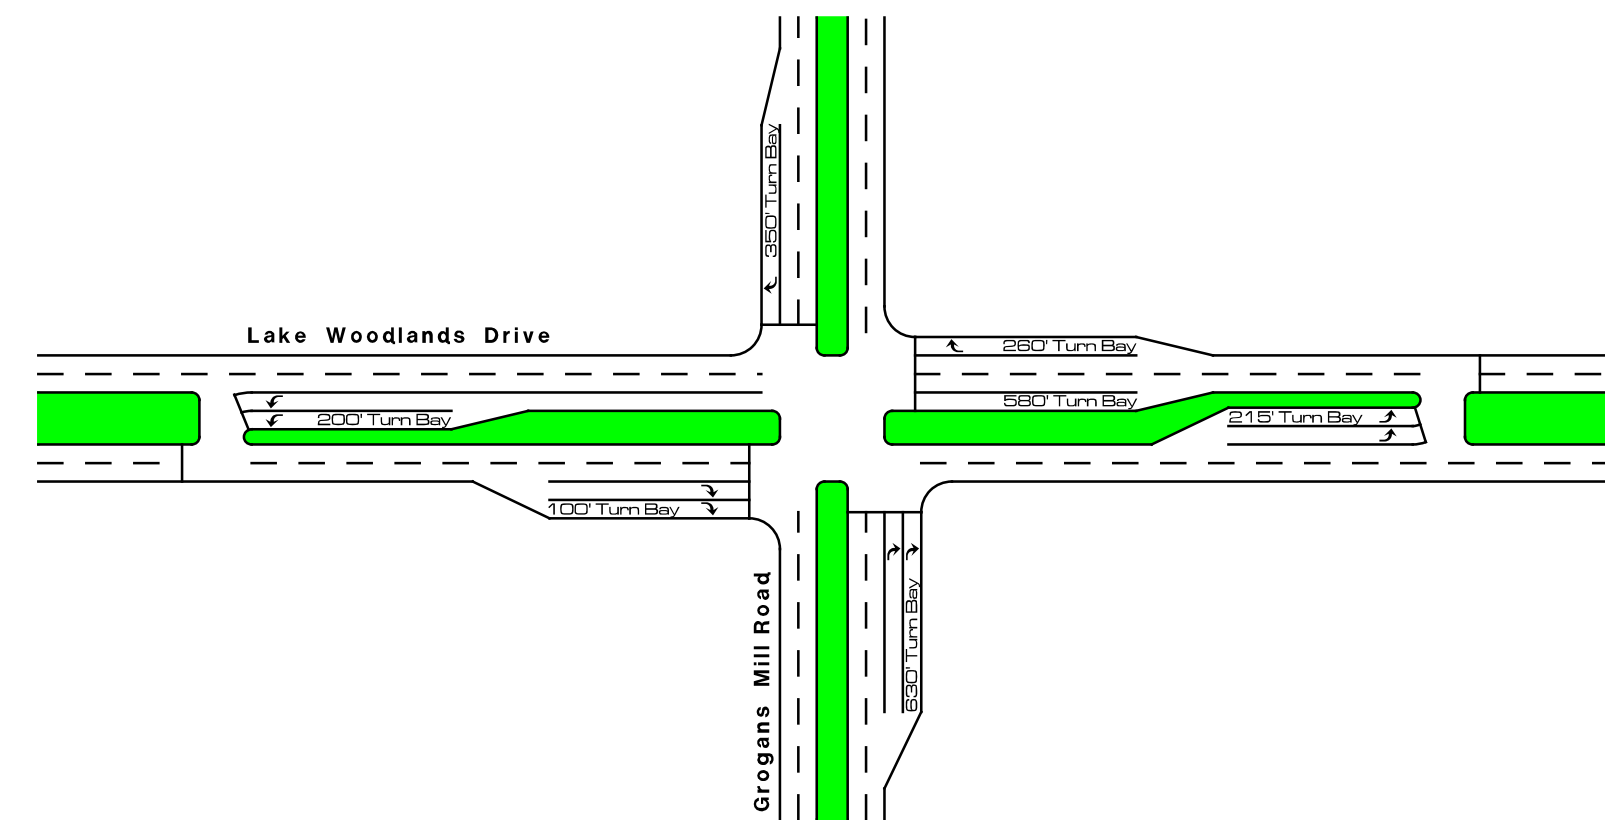 350' Turn Bay
Lake Woodlands Drive
260' Turn Bay
580' Turn Bay
200' Turn Bay
215' Turn Bay
100' Turn Bay
630' Turn Bay
Grogans Mill Road